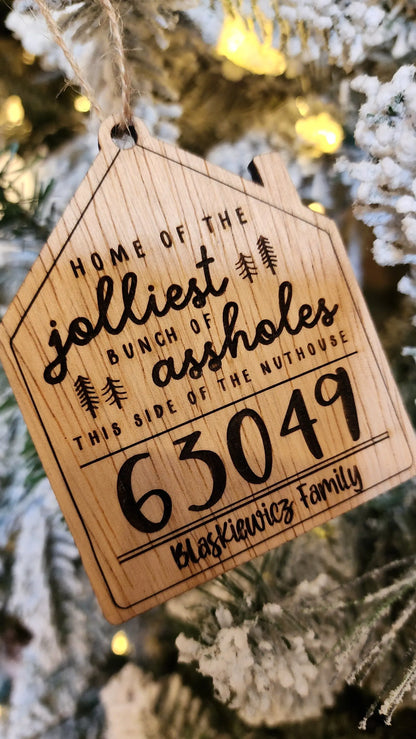 HOME OF THE
jolliest
BUNCH OF
assholes
THIS SIDE OF THE NUTHOUSE
63049
Blaskiewicz Family